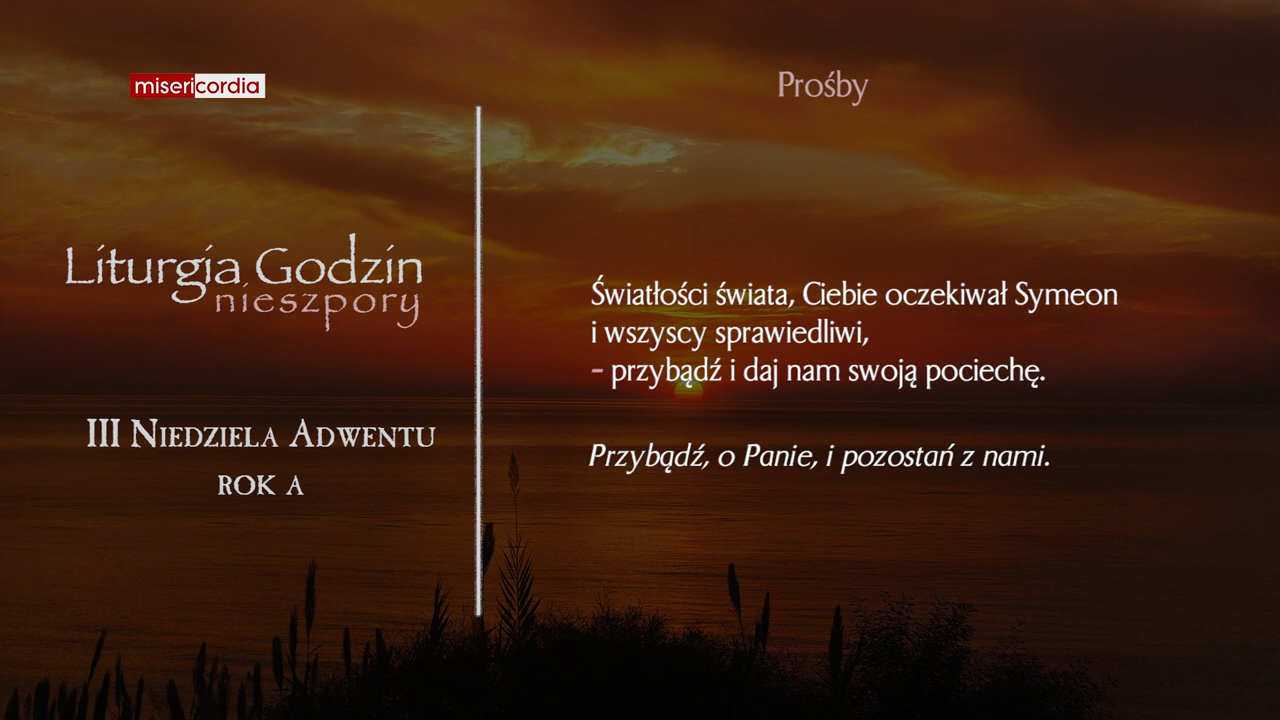 misericordia
Prośby
Liturgia Godzin
nieszpory
III Niedziela Adwentu
rok A
Światłości świata, Ciebie oczekiwał Symeon
i wszyscy sprawiedliwi,
– przybądź i daj nam swoją pociechę.
Przybądź, o Panie, i pozostań z nami.